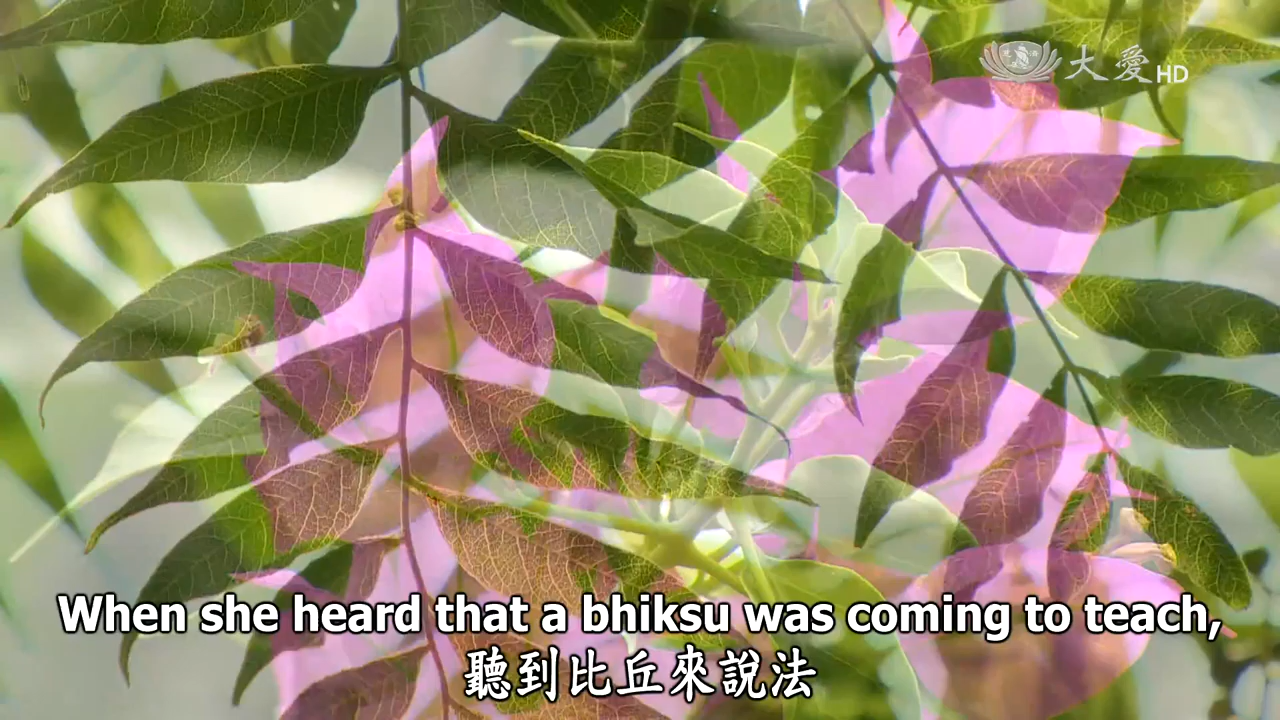 大愛HD
When she heard that a bhiksu was coming to teach,
聽到比丘來說法